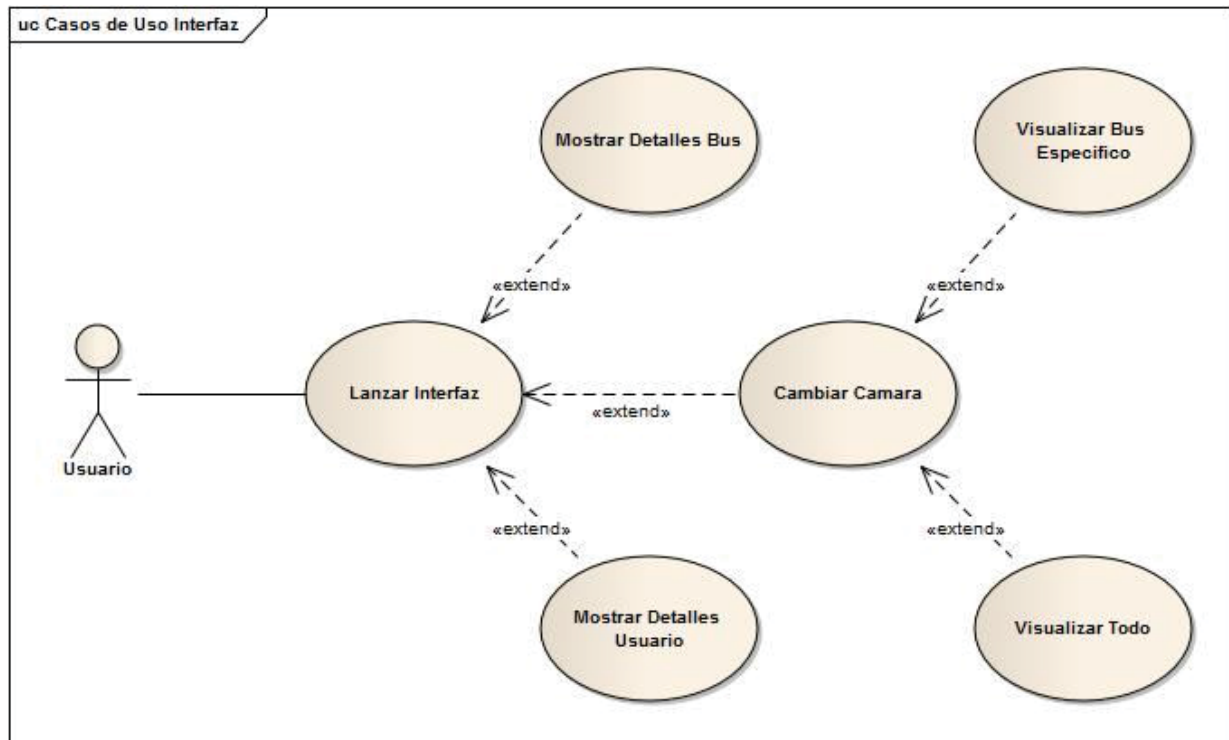 uc Casos de Uso Interfaz
Mostrar Detalles Bus
Visualizar Bus
Especifico
«extend»
«extend»
Lanzar Interfaz
Cambiar Camara
«extend»
Usuario
«extend»
«extend»
Mostrar Detalles
Usuario
Visualizar Todo